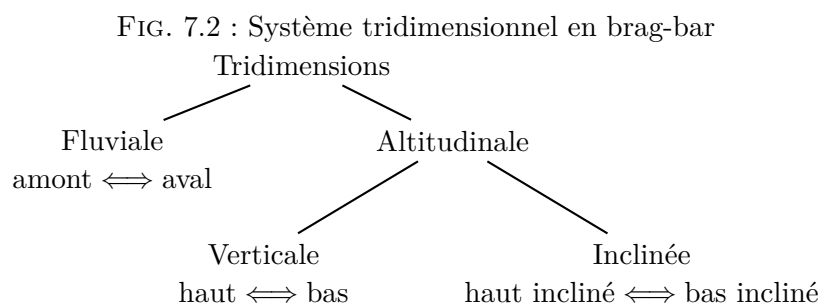 FIG. 7.2 : Système tridimensionnel en brag-bar
Tridimensions
Fluviale Altitudinale
amont ⟺ aval
Verticale Inclinée
haut ⟺ bas haut incliné ⟺ bas incliné